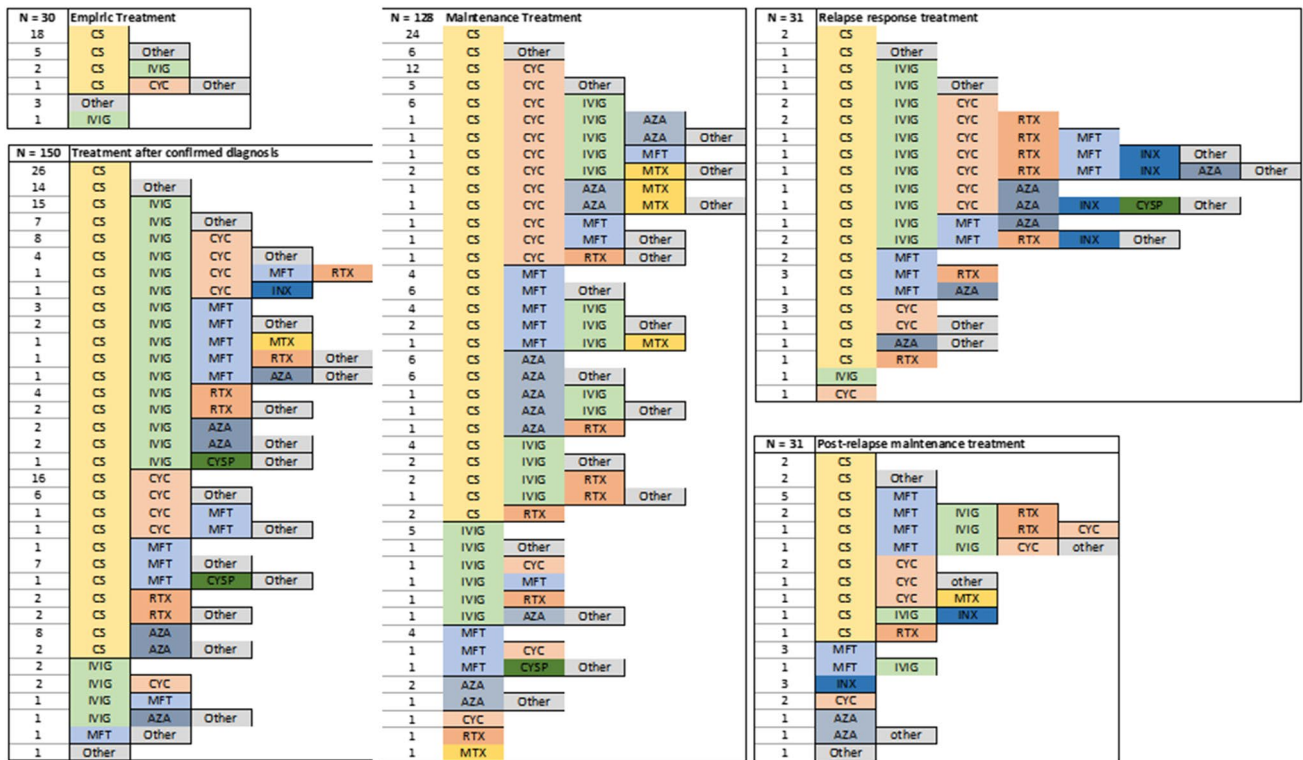 N = 30 Empiric Treatment
18 CS
5 CS Other
2 CS IVIG
1 CS CYC Other
3 Other
1 IVIG
N = 150 Treatment after confirmed diagnosis
26 CS
14 CS Other
15 CS IVIG
7 CS IVIG Other
8 CS IVIG CYC
4 CS IVIG CYC Other
1 CS IVIG CYC MFT RTX
1 CS IVIG CYC INX
3 CS IVIG MFT
2 CS IVIG MFT Other
1 CS IVIG MFT MTX
1 CS IVIG MFT RTX Other
1 CS IVIG MFT AZA Other
4 CS IVIG RTX
2 CS IVIG RTX Other
2 CS IVIG AZA
2 CS IVIG AZA Other
1 CS IVIG CYSP Other
16 CS CYC
6 CS CYC Other
1 CS CYC MFT
1 CS CYC MFT Other
1 CS MFT
7 CS MFT Other
1 CS MFT CYSP Other
2 CS RTX
2 CS RTX Other
8 CS AZA
2 CS AZA Other
2 IVIG
2 IVIG CYC
1 IVIG MFT
1 IVIG AZA Other
1 MFT Other
1 Other
N = 128 Maintenance Treatment
24 CS
6 CS Other
12 CS CYC
5 CS CYC Other
6 CS CYC IVIG
1 CS CYC IVIG AZA
1 CS CYC IVIG AZA Other
1 CS CYC IVIG MFT
2 CS CYC IVIG MTX Other
1 CS CYC AZA MTX
1 CS CYC AZA MTX Other
1 CS CYC MFT
1 CS CYC MFT Other
1 CS CYC RTX Other
4 CS MFT
6 CS MFT Other
4 CS MFT IVIG
2 CS MFT IVIG Other
1 CS MFT IVIG MTX
6 CS AZA
6 CS AZA Other
1 CS AZA IVIG
1 CS AZA IVIG Other
1 CS AZA RTX
4 CS IVIG
2 CS IVIG Other
2 CS IVIG RTX
1 CS IVIG RTX Other
2 CS RTX
5 IVIG
1 IVIG Other
1 IVIG CYC
1 IVIG MFT
1 IVIG RTX
1 IVIG AZA Other
4 MFT
1 MFT CYC
1 MFT CYSP Other
2 AZA
1 AZA Other
1 CYC
1 RTX
1 MTX
N = 31 Relapse response treatment
2 CS
1 CS Other
1 CS IVIG
1 CS IVIG Other
2 CS IVIG CYC
2 CS IVIG CYC RTX
1 CS IVIG CYC RTX MFT
1 CS IVIG CYC RTX MFT INX Other
1 CS IVIG CYC RTX MFT INX AZA Other
1 CS IVIG CYC AZA
1 CS IVIG CYC AZA INX CYSP Other
1 CS IVIG MFT AZA
2 CS IVIG MFT RTX INX Other
2 CS MFT
3 CS MFT RTX
1 CS MFT AZA
3 CS CYC
1 CS CYC Other
1 CS AZA Other
1 CS RTX
1 IVIG
1 CYC
N = 31 Post-relapse maintenance treatment
2 CS
2 CS Other
5 CS MFT
2 CS MFT IVIG RTX
1 CS MFT IVIG RTX CYC
1 CS MFT IVIG CYC other
2 CS CYC
1 CS CYC other
1 CS CYC MTX
1 CS IVIG INX
1 CS RTX
3 MFT
1 MFT IVIG
3 INX
2 CYC
1 AZA
1 AZA other
1 Other